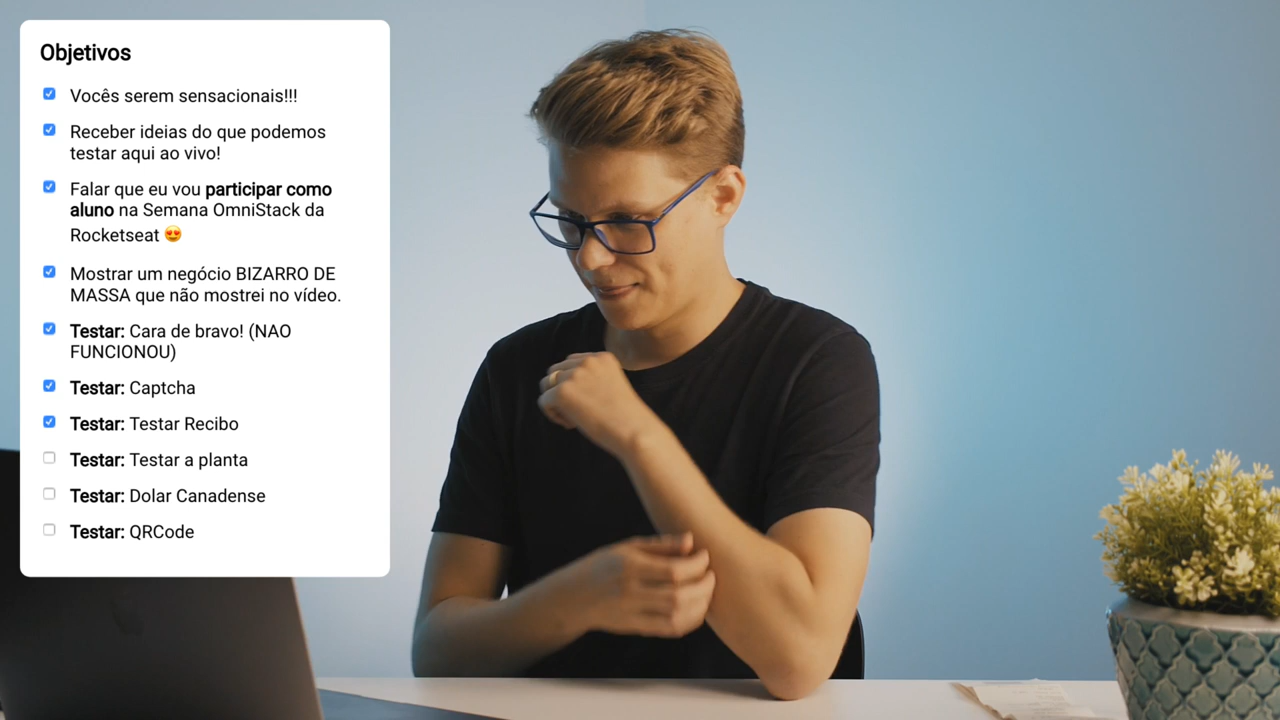 Objetivos
Vocês serem sensacionais!!!
Receber ideias do que podemos
testar aqui ao vivo!
Falar que eu vou participar como
aluno na Semana OmniStack da
Rocketseat 😍
Mostrar um negócio BIZARRO DE
MASSA que não mostrei no vídeo.
Testar: Cara de bravo! (NAO
FUNCIONOU)
Testar: Captcha
Testar: Testar Recibo
Testar: Testar a planta
Testar: Dolar Canadense
Testar: QRCode